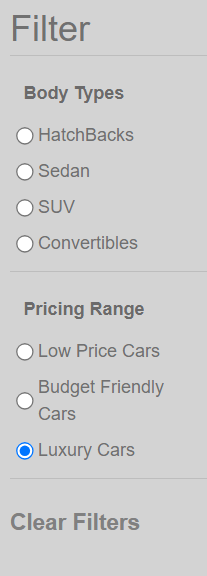 Filter
Body Types
HatchBacks
Sedan
SUV
Convertibles
Pricing Range
Low Price Cars
Budget Friendly
Cars
Luxury Cars
Clear Filters